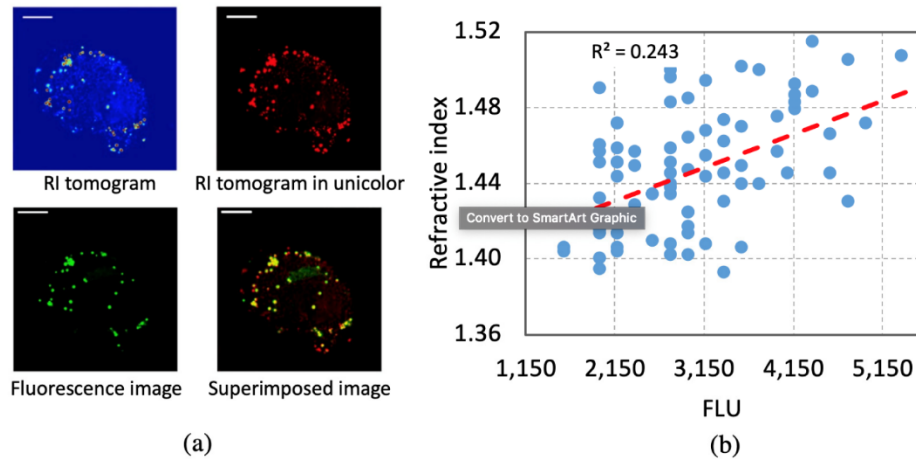 RI tomogram
RI tomogram in unicolor
Fluorescence image
Superimposed image
(a)
R² = 0.243
Refractive index
1.52
1.48
1.44
1.40
1.36
Convert to SmartArt Graphic
1,150
2,150
3,150
4,150
5,150
FLU
(b)